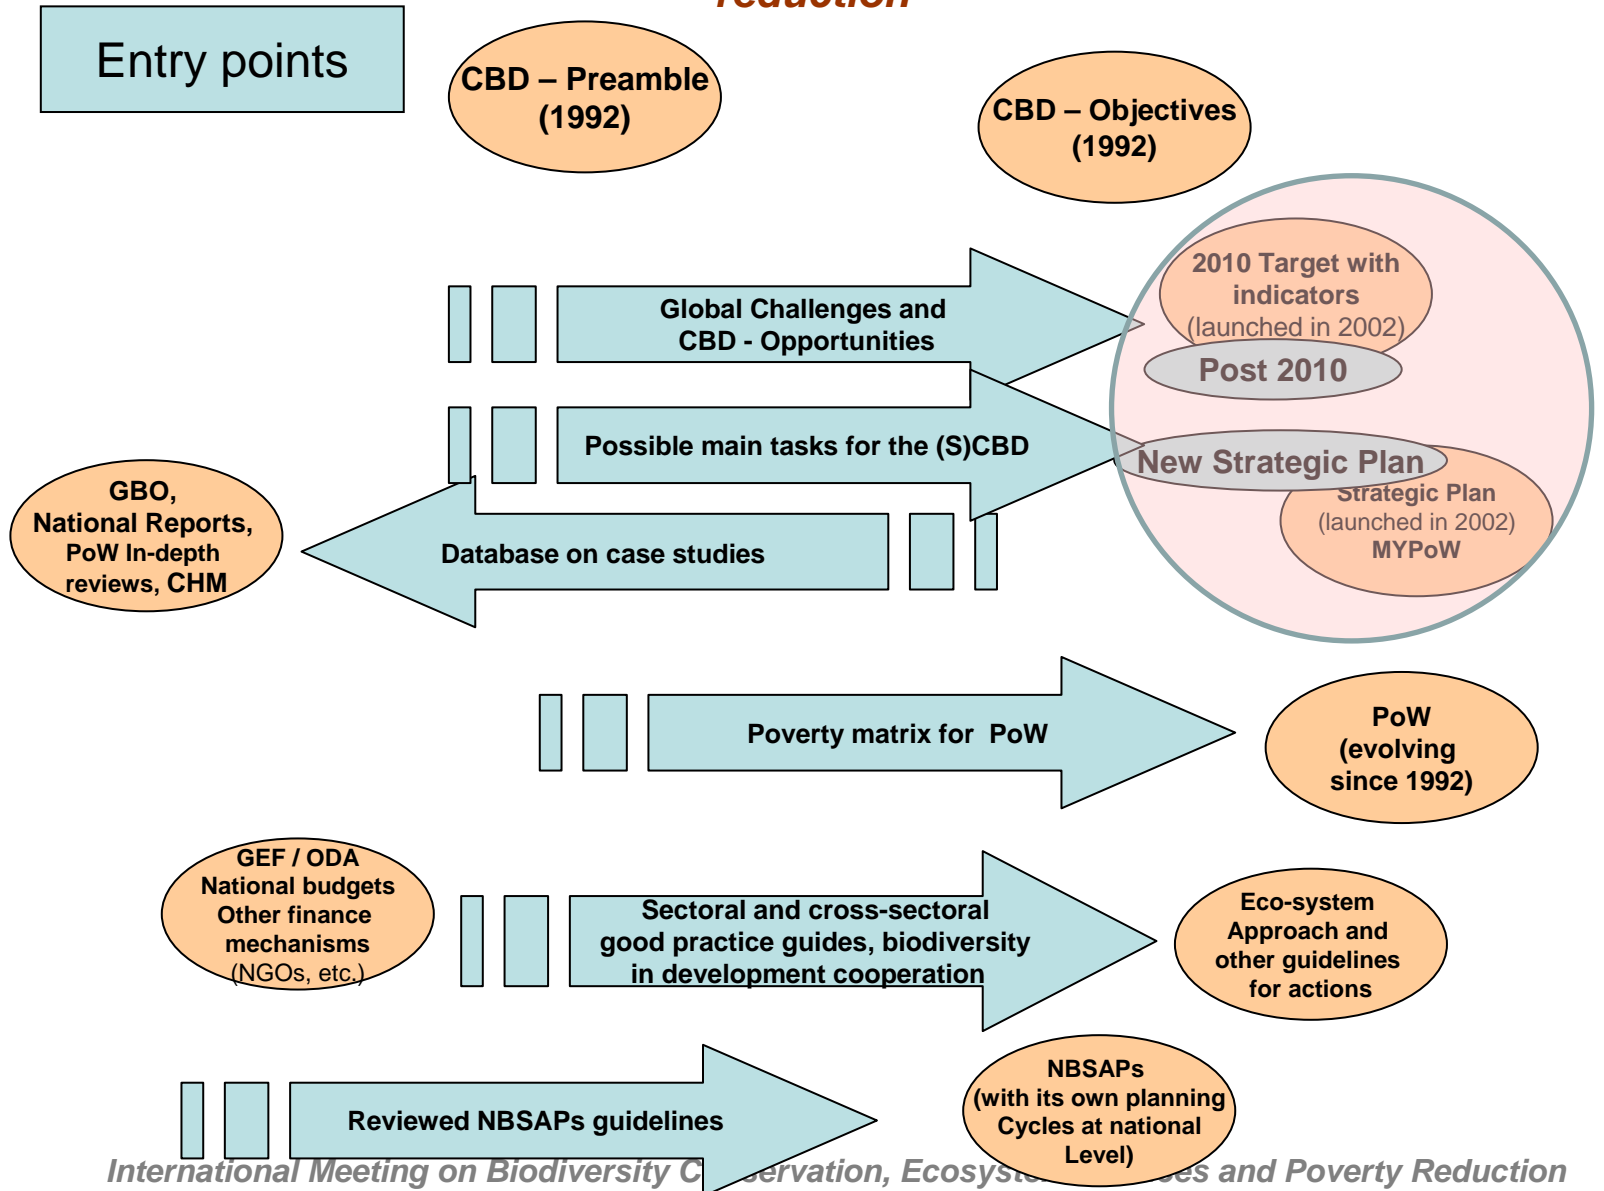 reduction
Entry points
CBD – Preamble
(1992)
CBD – Objectives
(1992)
2010 Target with
indicators
(launched in 2002)
Post 2010
Global Challenges and
CBD - Opportunities
Possible main tasks for the (S)CBD
New Strategic Plan
Strategic Plan
(launched in 2002)
MYPoW
GBO,
National Reports,
PoW In-depth
reviews, CHM
Database on case studies
Poverty matrix for PoW
PoW
(evolving
since 1992)
GEF / ODA
National budgets
Other finance
mechanisms
(NGOs, etc.)
Sectoral and cross-sectoral
good practice guides, biodiversity
in development cooperation
Eco-system
Approach and
other guidelines
for actions
Reviewed NBSAPs guidelines
NBSAPs
(with its own planning
Cycles at national
Level)
International Meeting on Biodiversity and Poverty Reduction